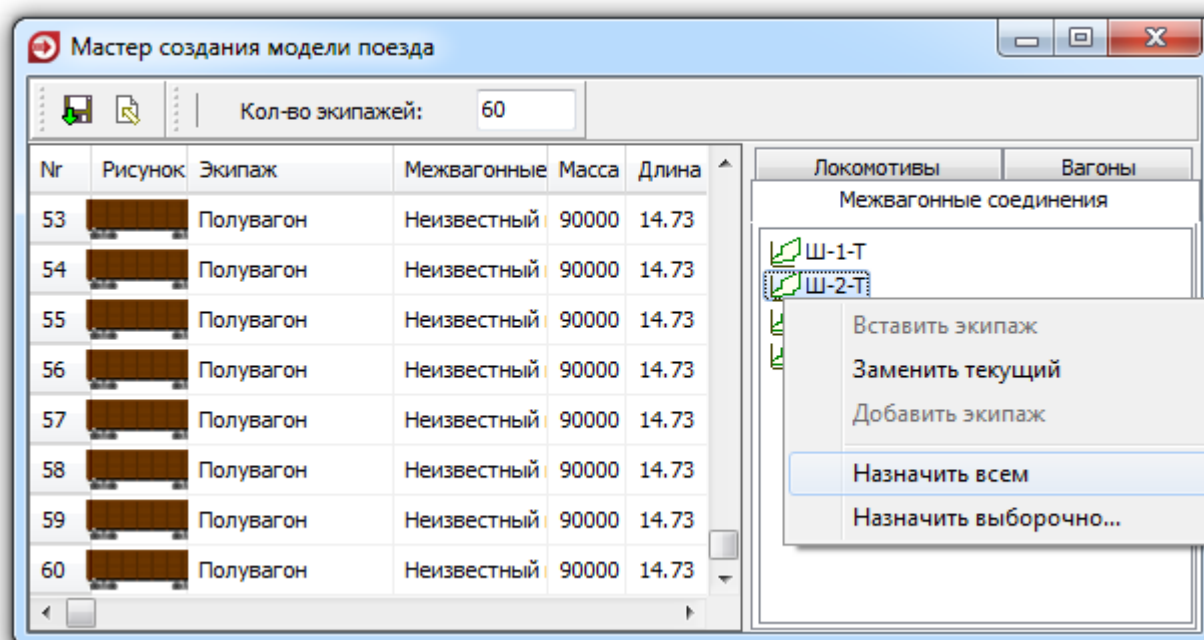 Мастер создания модели поезда
Кол-во экипажей: 60
Nr Рисунок Экипаж Межвагонные Масса Длина
53 Полувагон Неизвестный 90000 14.73
54 Полувагон Неизвестный 90000 14.73
55 Полувагон Неизвестный 90000 14.73
56 Полувагон Неизвестный 90000 14.73
57 Полувагон Неизвестный 90000 14.73
58 Полувагон Неизвестный 90000 14.73
59 Полувагон Неизвестный 90000 14.73
60 Полувагон Неизвестный 90000 14.73
Локомотивы Вагоны
Межвагонные соединения
Ш-1-Т
Ш-2-Т
Вставить экипаж
Заменить текущий
Добавить экипаж
Назначить всем
Назначить выборочно...